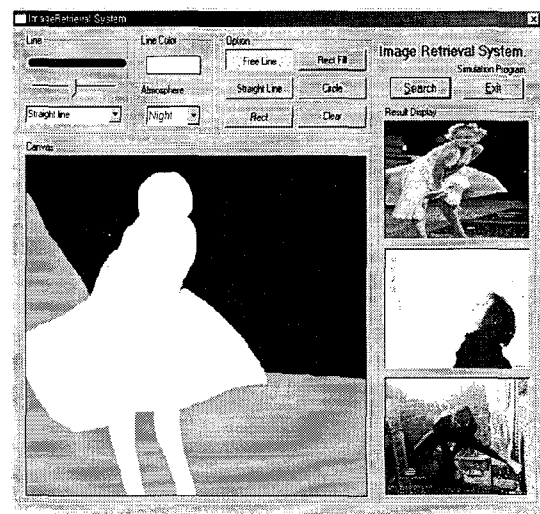 ImageRetrieval System
Line
Line Color
Option
Free Line
Rect Fill
Image Retrieval System
Simulation Program
Straight Line
Circle
Search
Exit
Atmosphere
Straight line
Night
Rect
Clear
Result Display
Canvas